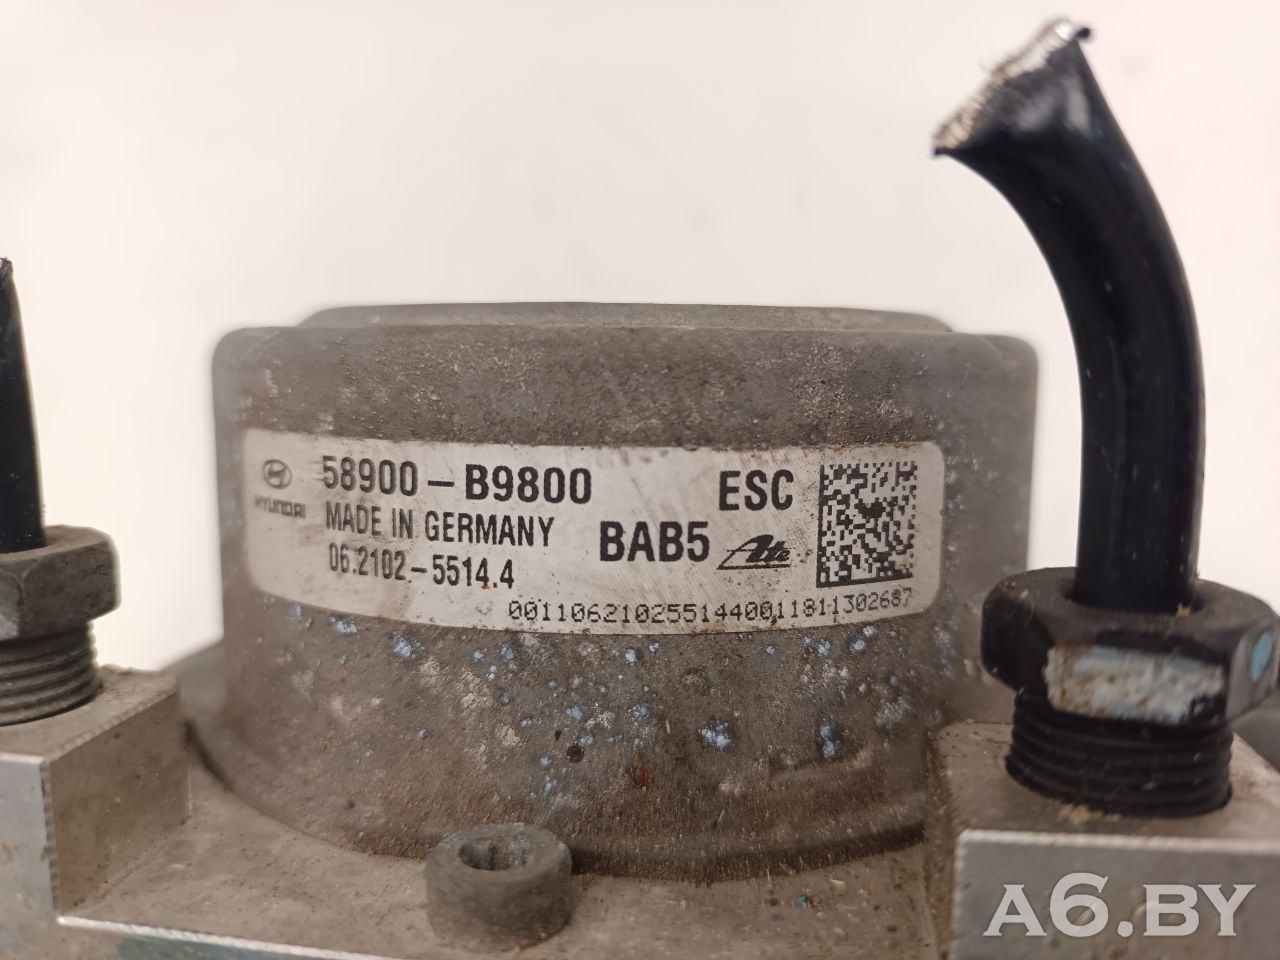 58900-B9800 ESC
HYUNDAI
MADE IN GERMANY BAB5 Ate
06.2102-5514.4
0011062102551440011811302687
A6.BY